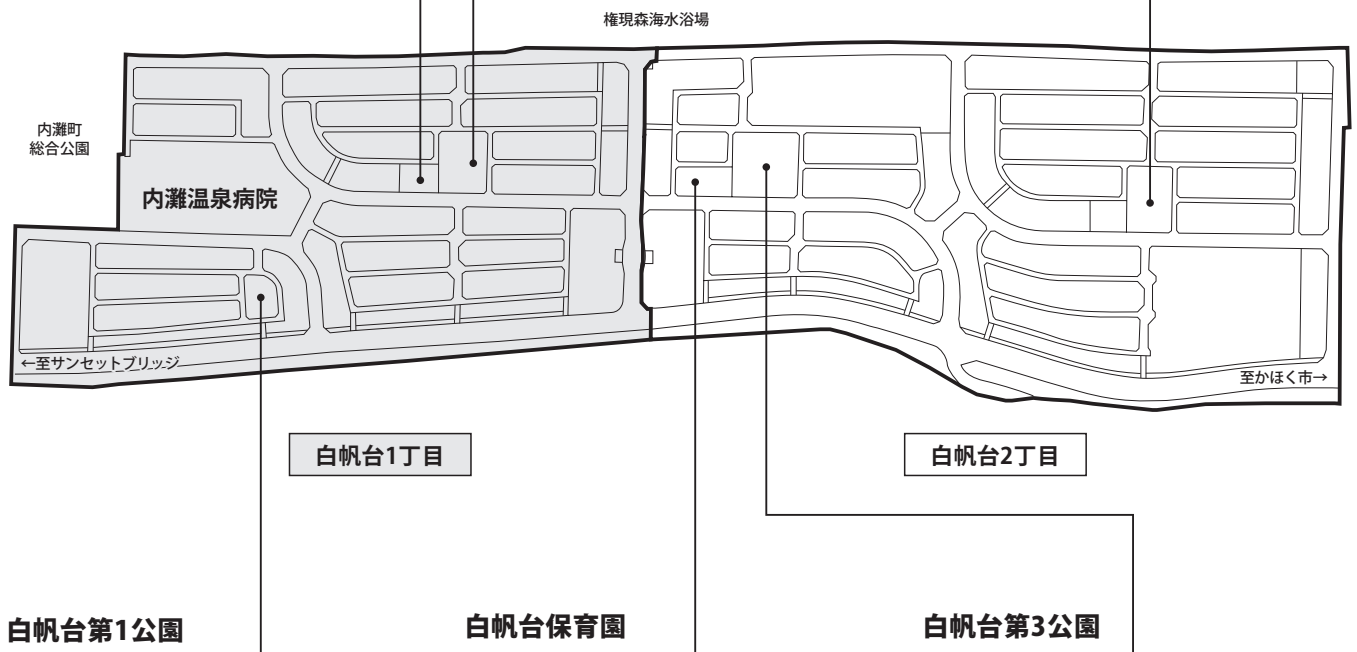 権現森海水浴場
内灘町
総合公園
内灘温泉病院
←至サンセットブリッジ
至かほく市→
白帆台1丁目
白帆台2丁目
白帆台第1公園
白帆台保育園
白帆台第3公園